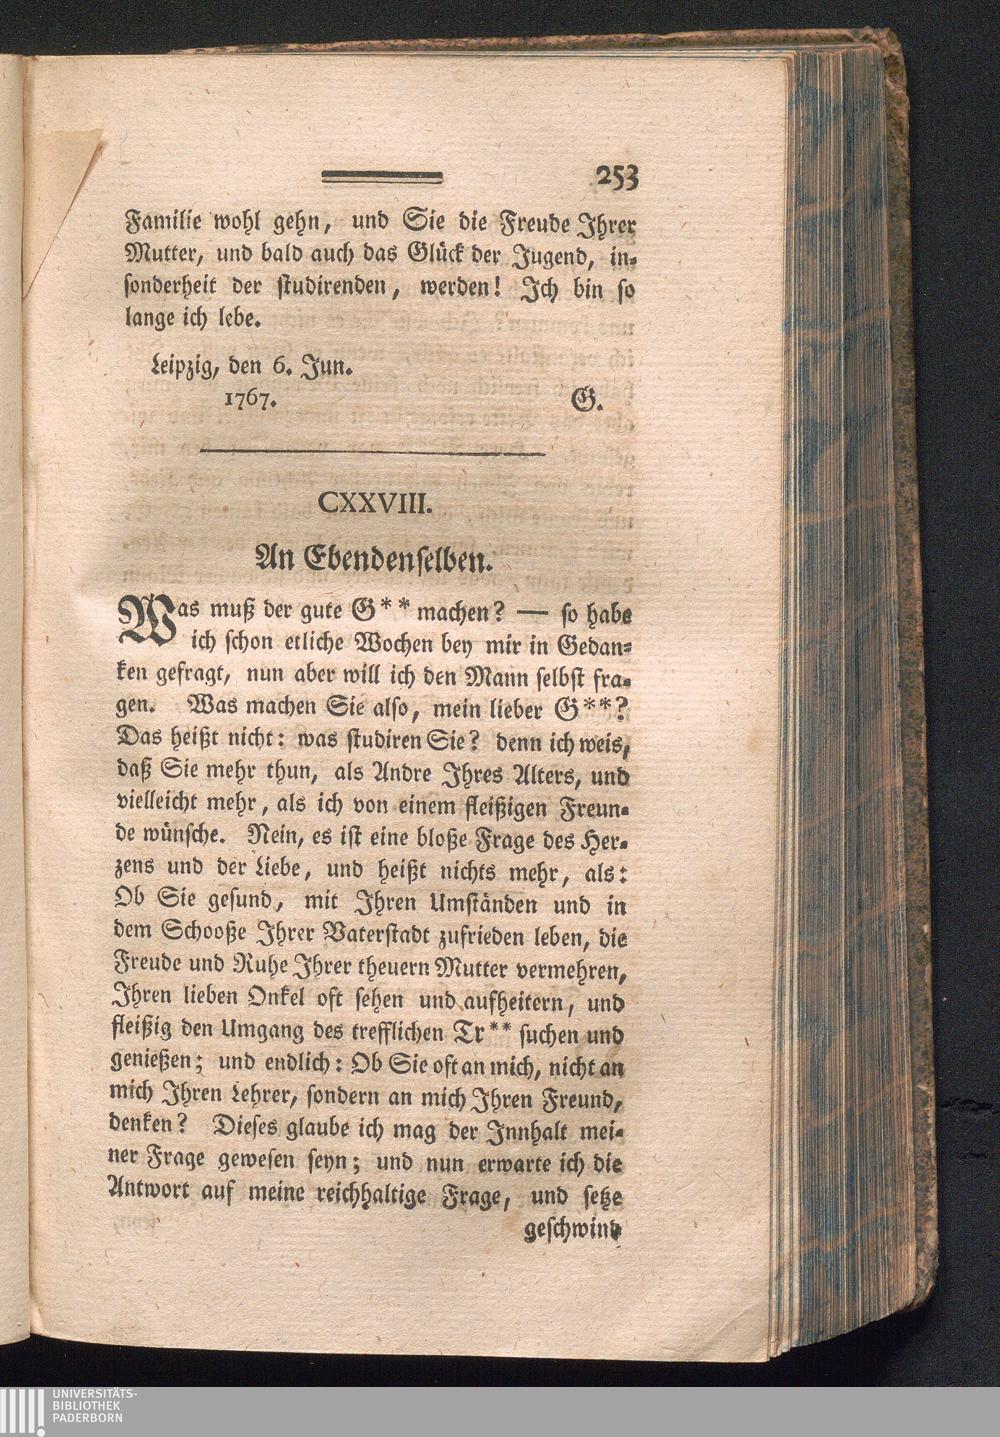 253
Familie wohl gehn, und Sie die Freude Ihrer
Mutter, und bald auch das Glück der Jugend, in-
sonderheit der studirenden, werden! Ich bin so
lange ich lebe.
Leipzig, den 6. Jun.
1767. G.
CXXVIII.
An Ebendenselben.
Was muß der gute G** machen? — so habe
ich schon etliche Wochen bey mir in Gedan-
ken gefragt, nun aber will ich den Mann selbst fra-
gen. Was machen Sie also, mein lieber G**?
Das heißt nicht: was studiren Sie? denn ich weis,
daß Sie mehr thun, als Andre Ihres Alters, und
vielleicht mehr, als ich von einem fleißigen Freun-
de wünsche. Nein, es ist eine bloße Frage des Her-
zens und der Liebe, und heißt nichts mehr, als:
Ob Sie gesund, mit Ihren Umständen und in
dem Schooße Ihrer Vaterstadt zufrieden leben, die
Freude und Ruhe Ihrer theuern Mutter vermehren,
Ihren lieben Onkel oft sehen und aufheitern, und
fleißig den Umgang des trefflichen Tr** suchen und
genießen; und endlich: Ob Sie oft an mich, nicht an
mich Ihren Lehrer, sondern an mich Ihren Freund,
denken? Dieses glaube ich mag der Innhalt mei-
ner Frage gewesen seyn; und nun erwarte ich die
Antwort auf meine reichhaltige Frage, und setze
geschwind
UNIVERSITÄTS-
BIBLIOTHEK
PADERBORN